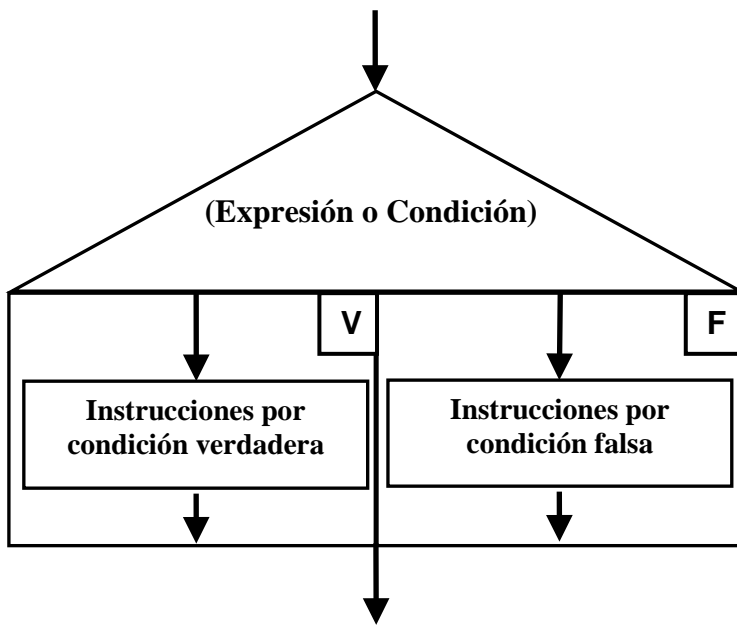 (Expresión o Condición)
V
F
Instrucciones por
condición verdadera
Instrucciones por
condición falsa